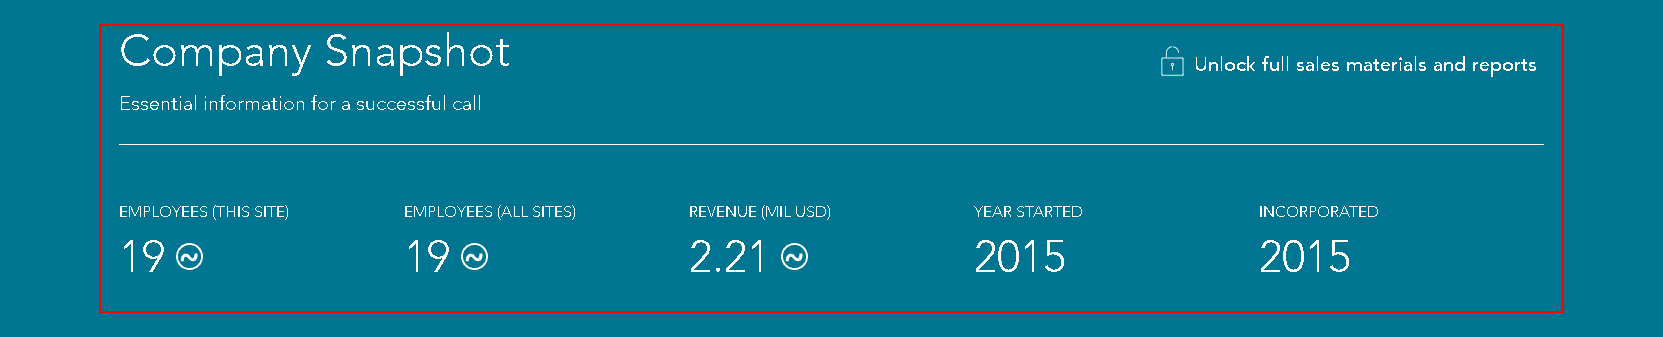 Company Snapshot
Unlock full sales materials and reports
Essential information for a successful call
EMPLOYEES (THIS SITE) EMPLOYEES (ALL SITES) REVENUE (MIL USD) YEAR STARTED INCORPORATED
19 19 2.21 2015 2015